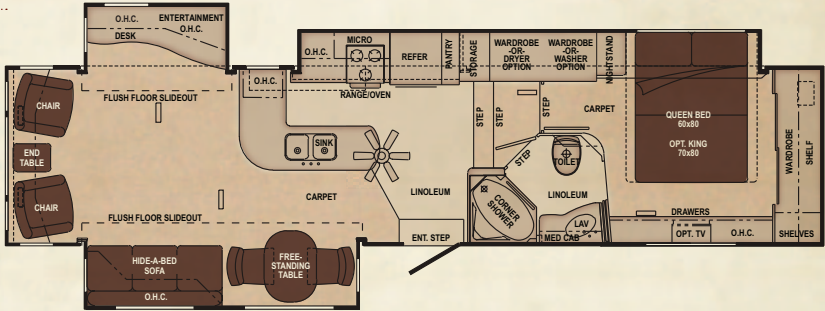 O.H.C.
ENTERTAINMENT
O.H.C.
DESK
FLUSH FLOOR SLIDEOUT
CHAIR
END
TABLE
CHAIR
FLUSH FLOOR SLIDEOUT
HIDE-A-BED
SOFA
O.H.C.
FREE-
STANDING
TABLE
CARPET
O.H.C.
O.H.C.
MICRO
RANGE/OVEN
REFER
PANTRY
STORAGE
SINK
LINOLEUM
ENT. STEP
WARDROBE
-OR-
DRYER
OPTION
WARDROBE
-OR-
WASHER
OPTION
NIGHTSTAND
STEP
STEP
STEP
STEP
CARPET
TOILET
LINOLEUM
CORNER
SHOWER
LAV
MED CAB
QUEEN BED
60x80
OPT. KING
70x80
DRAWERS
OPT. TV
O.H.C.
WARDROBE
SHELF
SHELVES